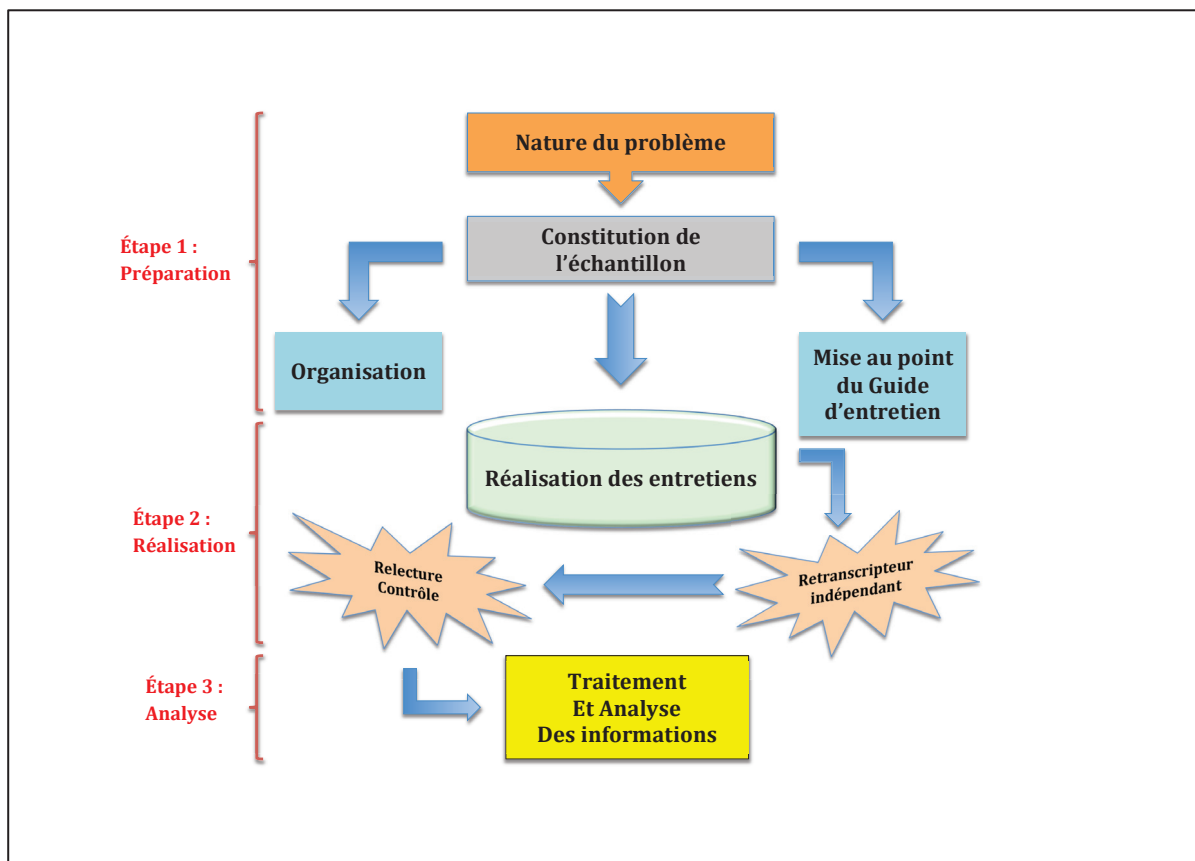 Nature du problème
Constitution de
l’échantillon
Étape 1 :
Préparation
Organisation
Mise au point
du Guide
d’entretien
Réalisation des entretiens
Étape 2 :
Réalisation
Relecture
Contrôle
Retranscripteur
indépendant
Étape 3 :
Analyse
Traitement
Et Analyse
Des informations